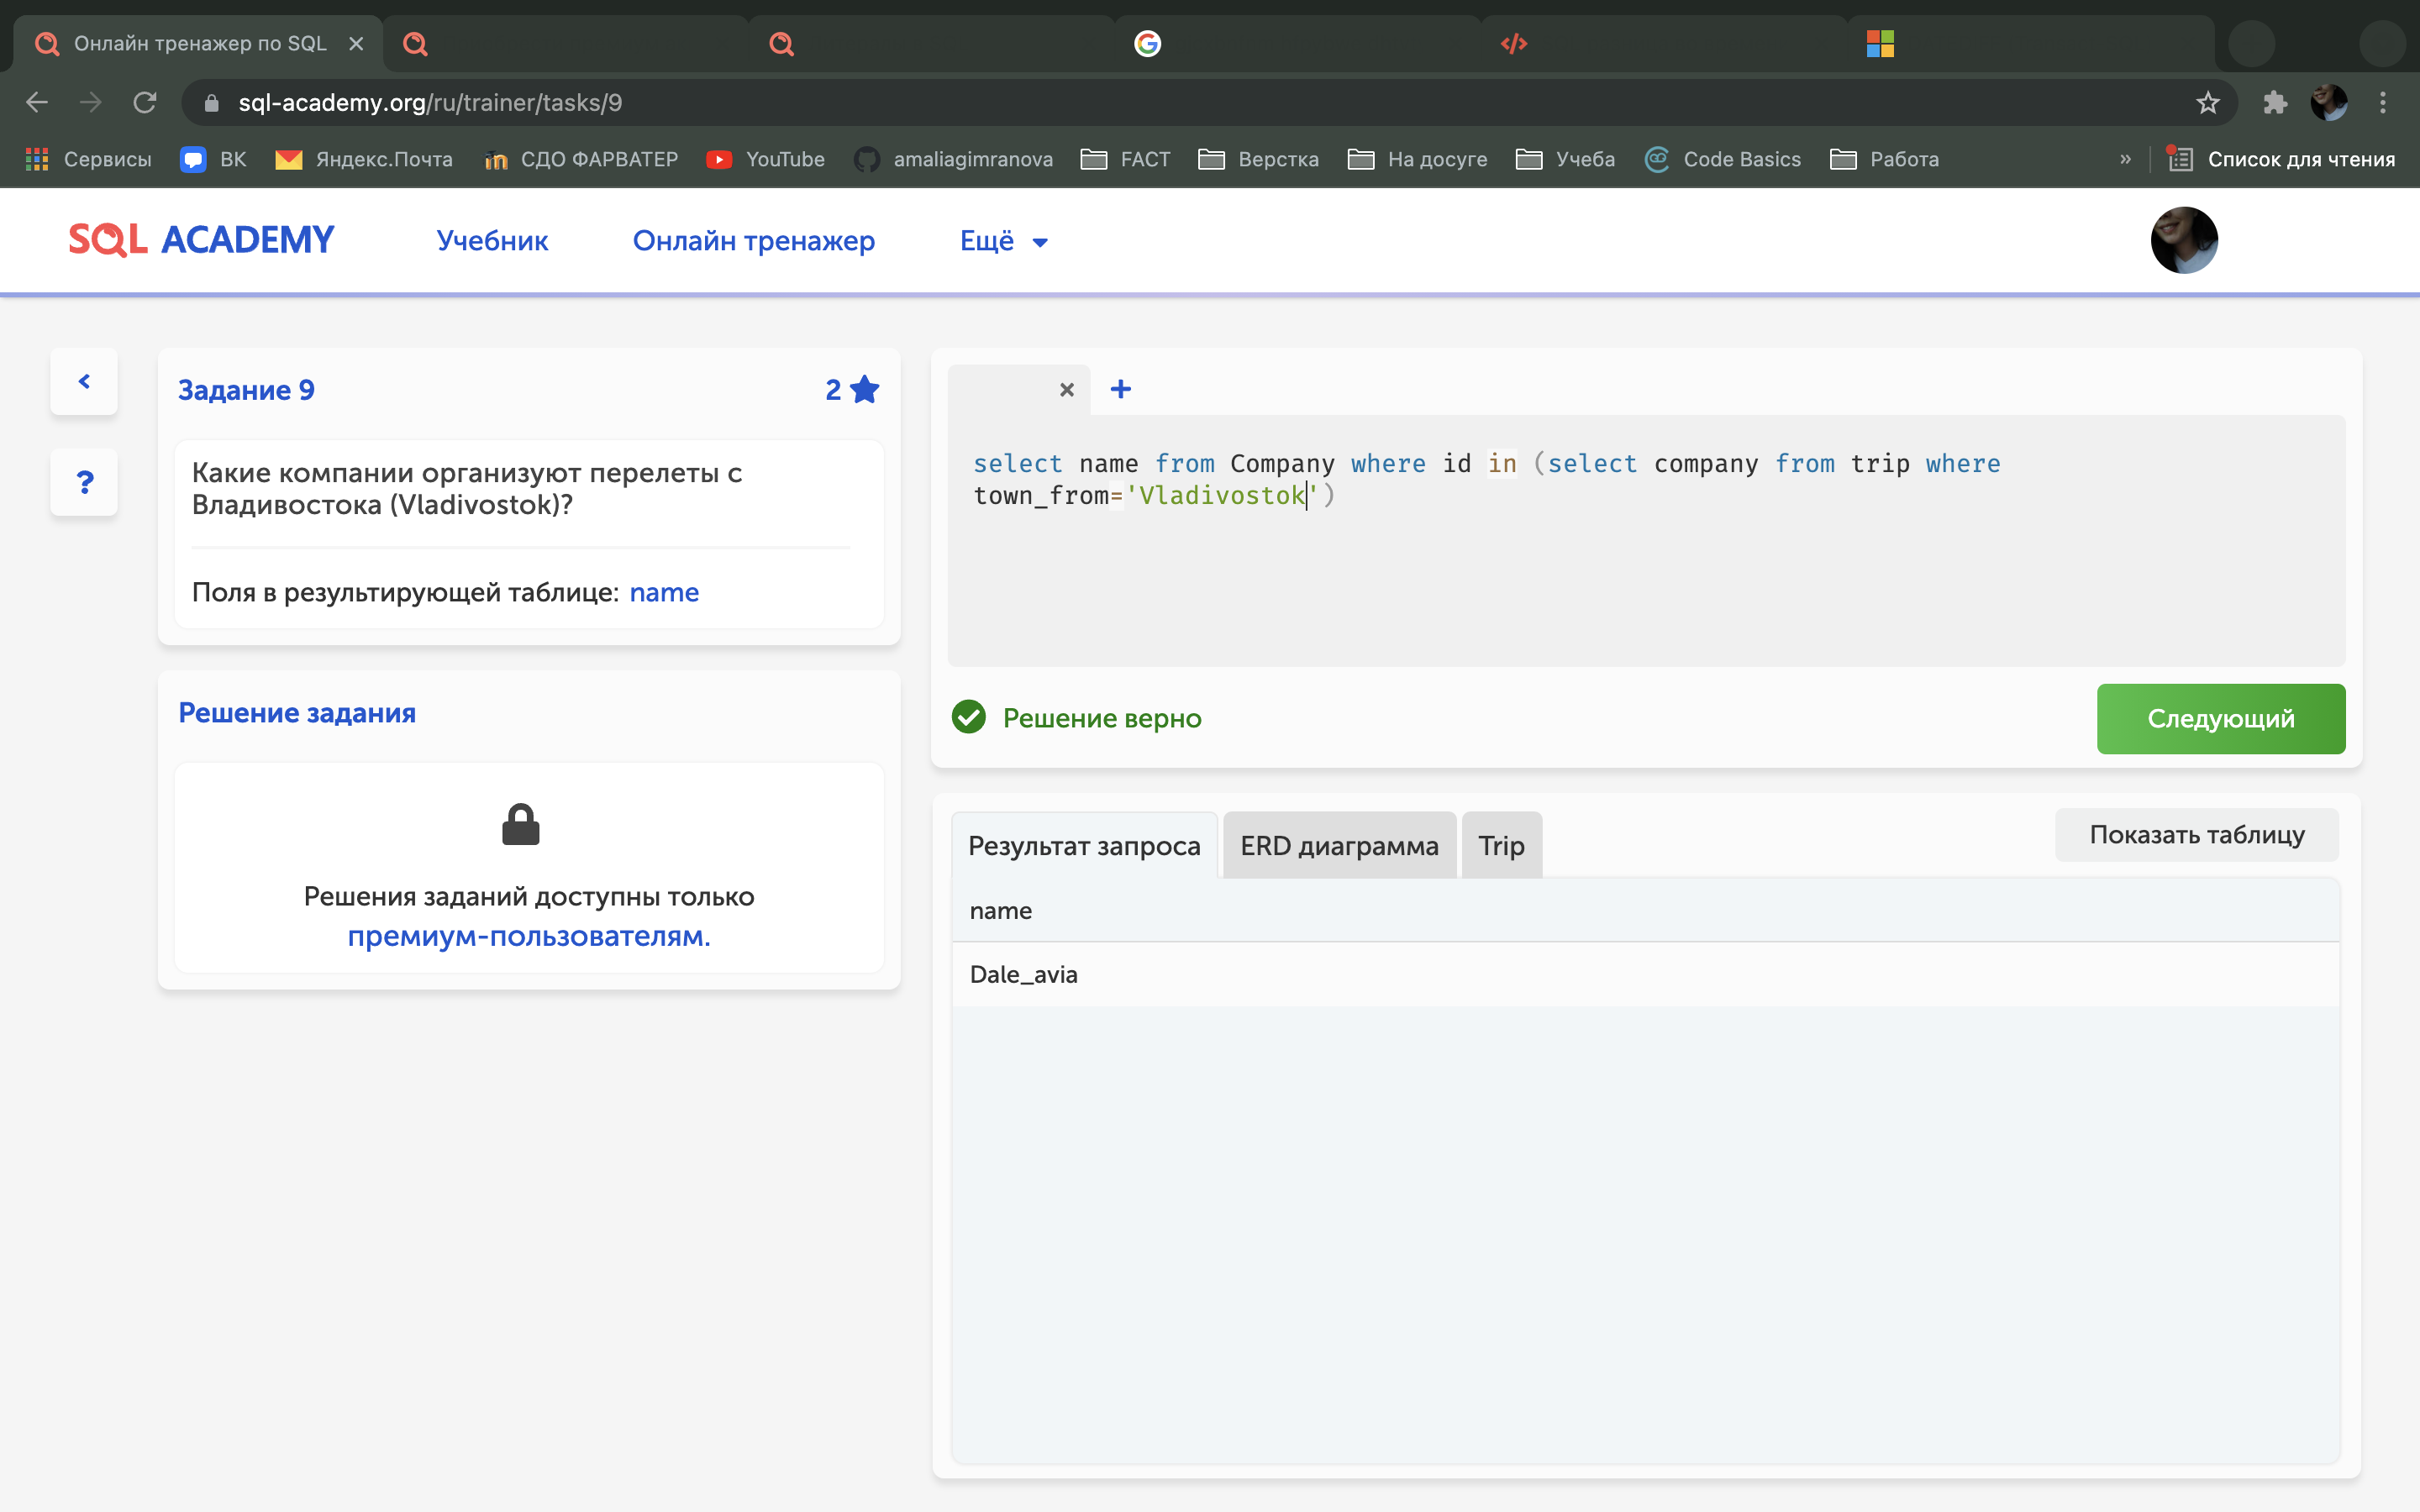 Онлайн тренажер по SQL
sql-academy.org/ru/trainer/tasks/9
Сервисы ВК Яндекс.Почта СДО ФАРВАТЕР YouTube amaliagimranova FACT Верстка На досуге Учеба Code Basics Работа » Список для чтения
SQL ACADEMY Учебник Онлайн тренажер Ещё
Задание 9 2
Какие компании организуют перелеты с
Владивостока (Vladivostok)?
Поля в результирующей таблице: name
Решение задания
Решения заданий доступны только
премиум-пользователям.
select name from Company where id in (select company from trip where
town_from='Vladivostok')
Решение верно
Следующий
Результат запроса ERD диаграмма Trip Показать таблицу
name
Dale_avia